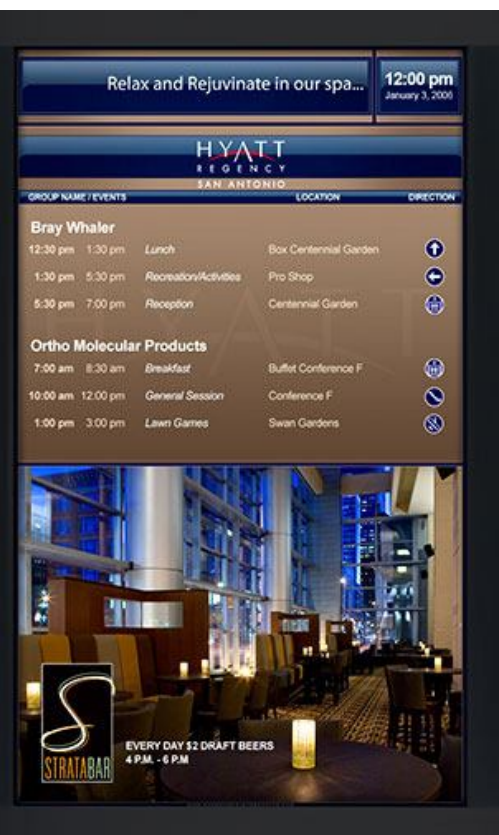 Relax and Rejuvinate in our spa...
12:00 pm
January 3, 2006
HYATT
REGENCY
SAN ANTONIO
GROUP NAME / EVENTS LOCATION DIRECTION
Bray Whaler
12:30 pm 1:30 pm Lunch Box Centennial Garden
1:30 pm 5:30 pm Recreation/Activities Pro Shop
5:30 pm 7:00 pm Reception Centennial Garden
Ortho Molecular Products
7:00 am 8:30 am Breakfast Buffet Conference F
10:00 am 12:00 pm General Session Conference F
1:00 pm 3:00 pm Lawn Games Swan Gardens
HYATT
S
STRATABAR
EVERY DAY $2 DRAFT BEERS
4 P.M. - 6 P.M